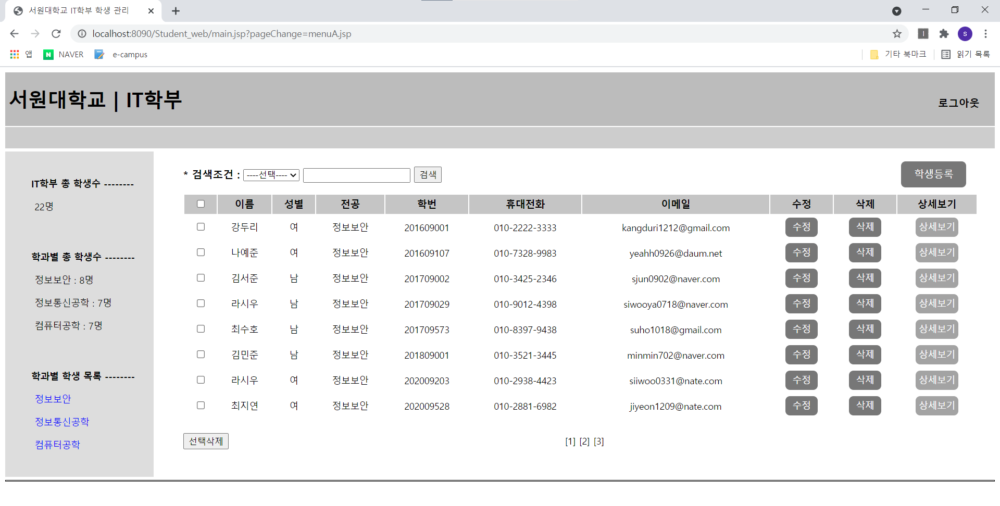 서원대학교 IT학부 학생 관리
localhost:8090/Student_web/main.jsp?pageChange=menuA.jsp
I
s
앱 N NAVER e-campus 기타 북마크 읽기 목록
서원대학교 | IT학부
로그아웃
IT학부 총 학생수 --------
22명
학과별 총 학생수 --------
정보보안 : 8명
정보통신공학 : 7명
컴퓨터공학 : 7명
학과별 학생 목록 --------
정보보안
정보통신공학
컴퓨터공학
* 검색조건 : ----선택---- 검색
학생등록
이름 성별 전공 학번 휴대전화 이메일 수정 삭제 상세보기
강두리 여 정보보안 201609001 010-2222-3333 kangduri1212@gmail.com 수정 삭제 상세보기
나예준 여 정보보안 201609107 010-7328-9983 yeahh0926@daum.net 수정 삭제 상세보기
김서준 남 정보보안 201709002 010-3425-2346 sjun0902@naver.com 수정 삭제 상세보기
라시우 남 정보보안 201709029 010-9012-4398 siwooya0718@naver.com 수정 삭제 상세보기
최수호 남 정보보안 201709573 010-8397-9438 suho1018@gmail.com 수정 삭제 상세보기
김민준 남 정보보안 201809001 010-3521-3445 minmin702@naver.com 수정 삭제 상세보기
라시우 여 정보보안 202009203 010-2938-4423 siiwoo0331@nate.com 수정 삭제 상세보기
최지연 여 정보보안 202009528 010-2881-6982 jiyeon1209@nate.com 수정 삭제 상세보기
선택삭제
[1] [2] [3]